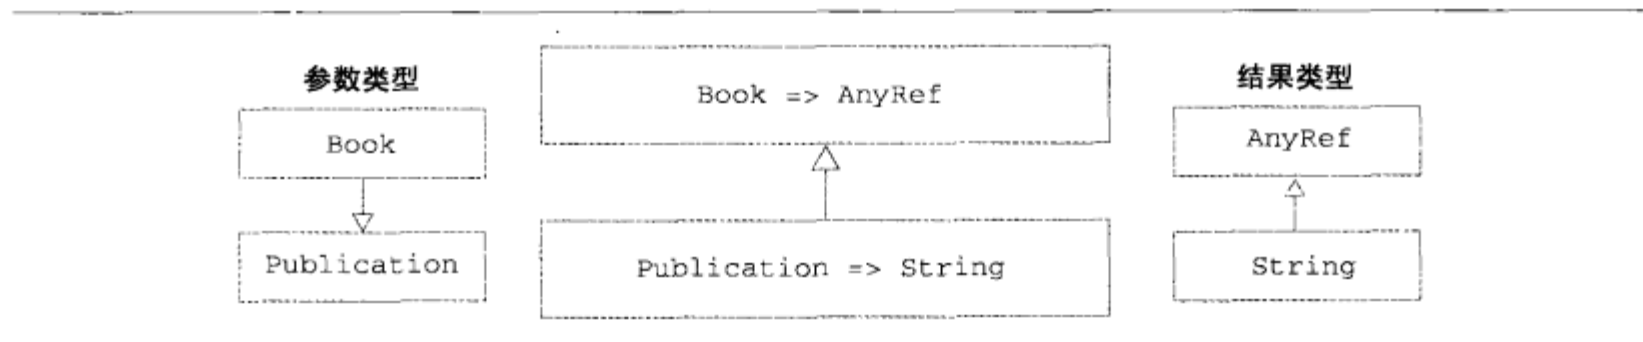 参数类型
Book
Publication
Book => AnyRef
Publication => String
结果类型
AnyRef
String